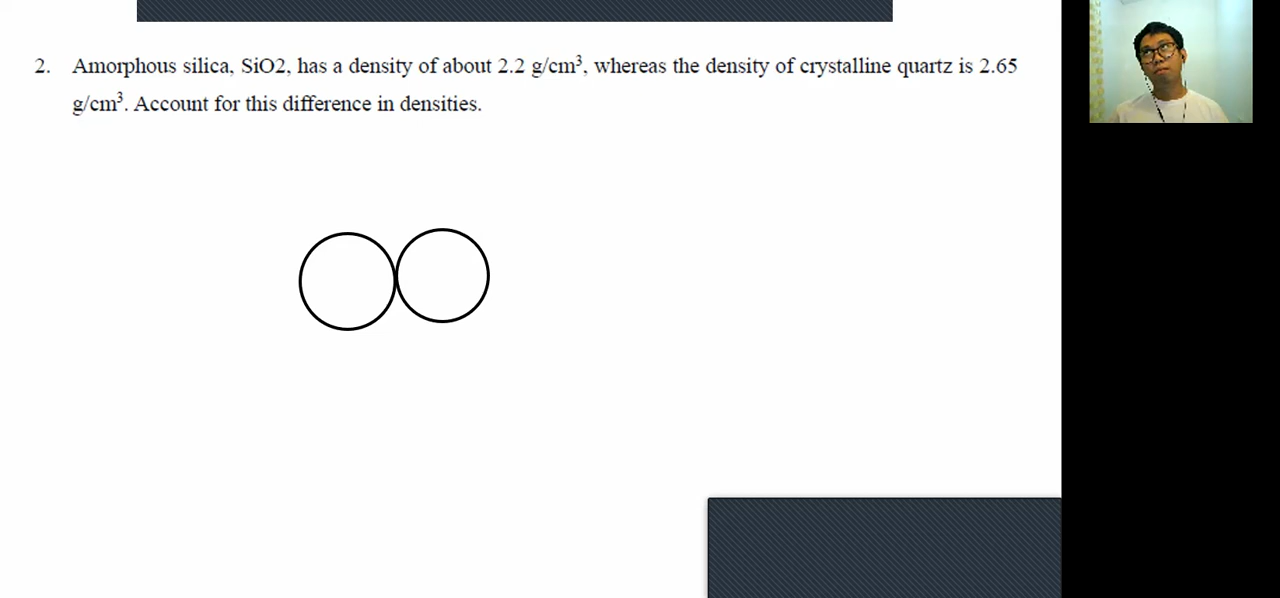 2. Amorphous silica, SiO2, has a density of about 2.2 g/cm³, whereas the density of crystalline quartz is 2.65
g/cm³. Account for this difference in densities.